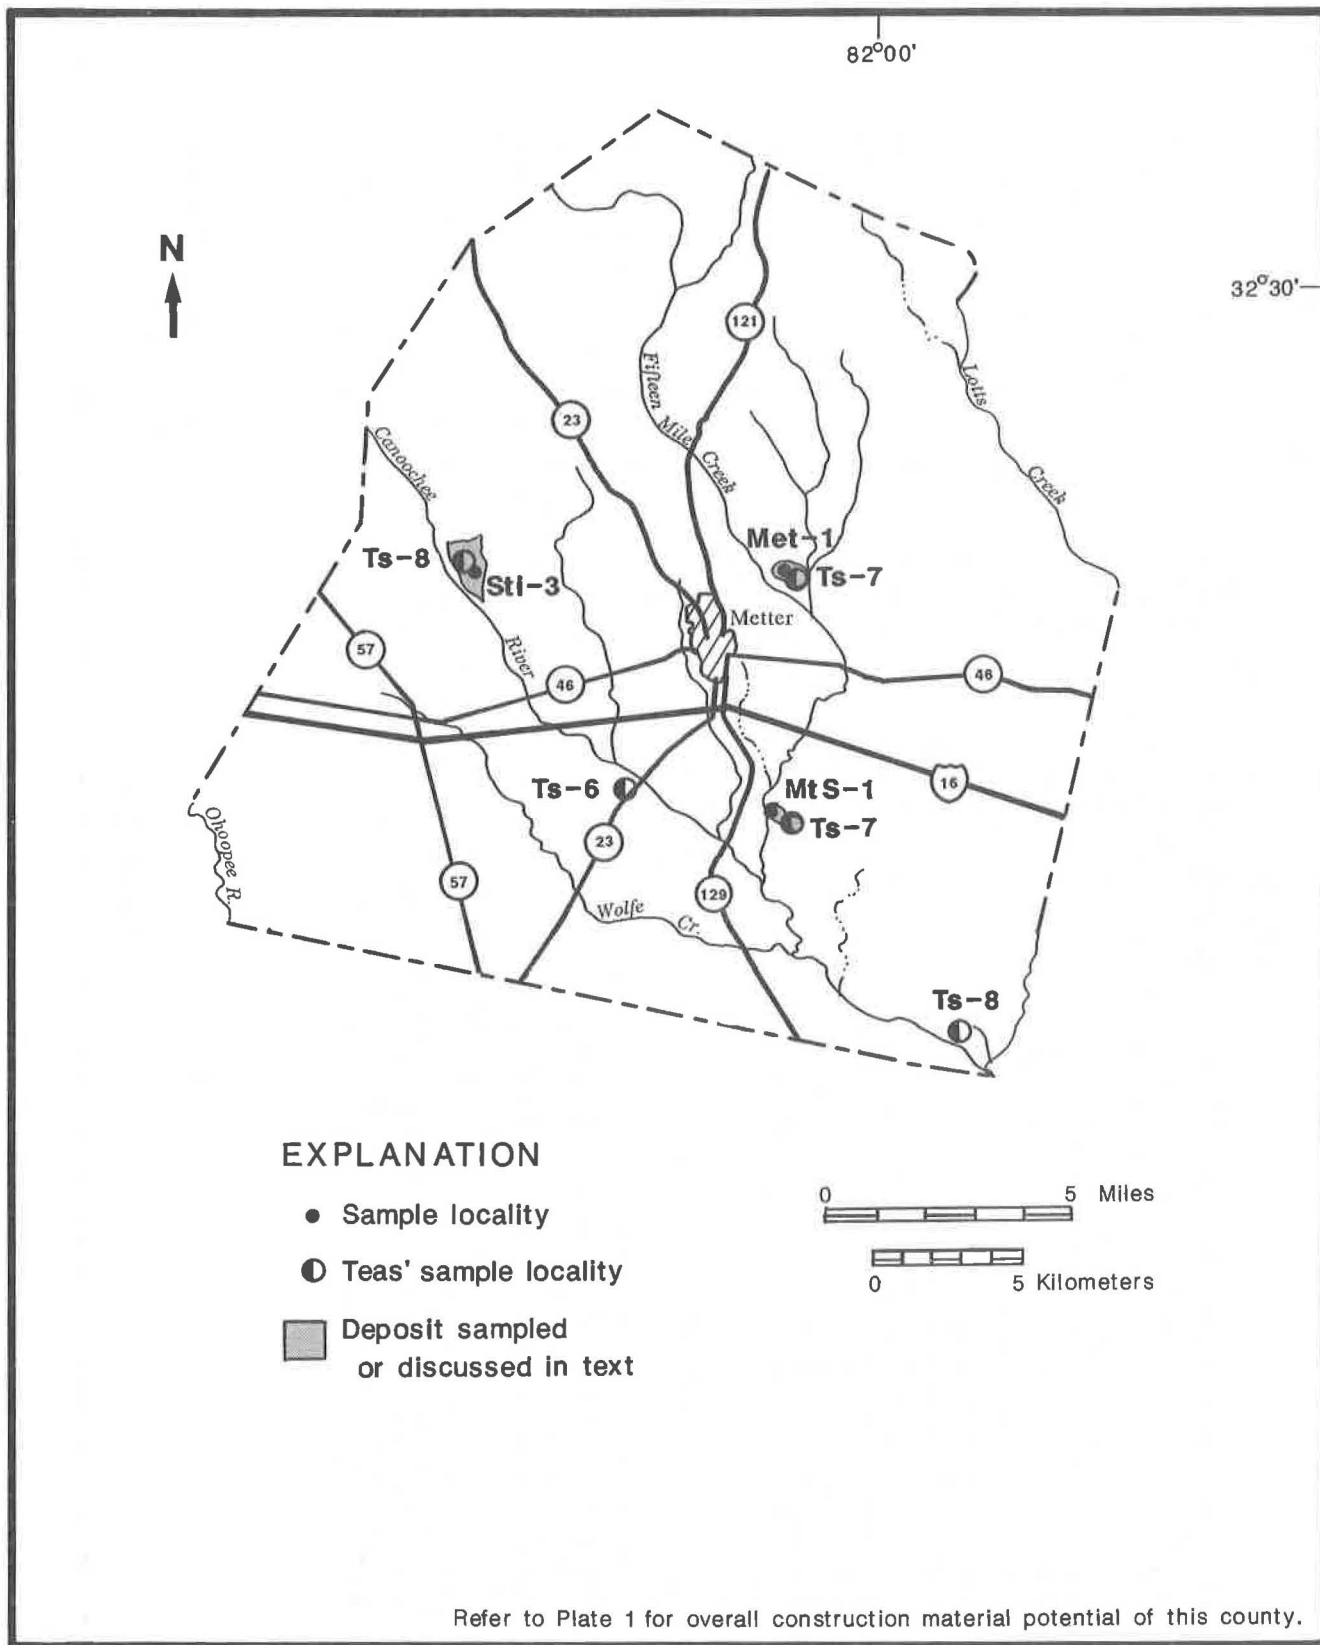 82°00'
N
32°30'
121
Fifteen
Mile
Creek
Lotts
Creek
23
Canoochee
River
Met-1
Ts-8
Ts-7
Sti-3
Metter
57
46
46
16
Ts-6
MtS-1
Ts-7
Ohoopee R.
23
57
129
Wolfe Cr.
Ts-8
EXPLANATION
0 5 Miles
Sample locality
Teas' sample locality
0 5 Kilometers
Deposit sampled
or discussed in text
Refer to Plate 1 for overall construction material potential of this county.